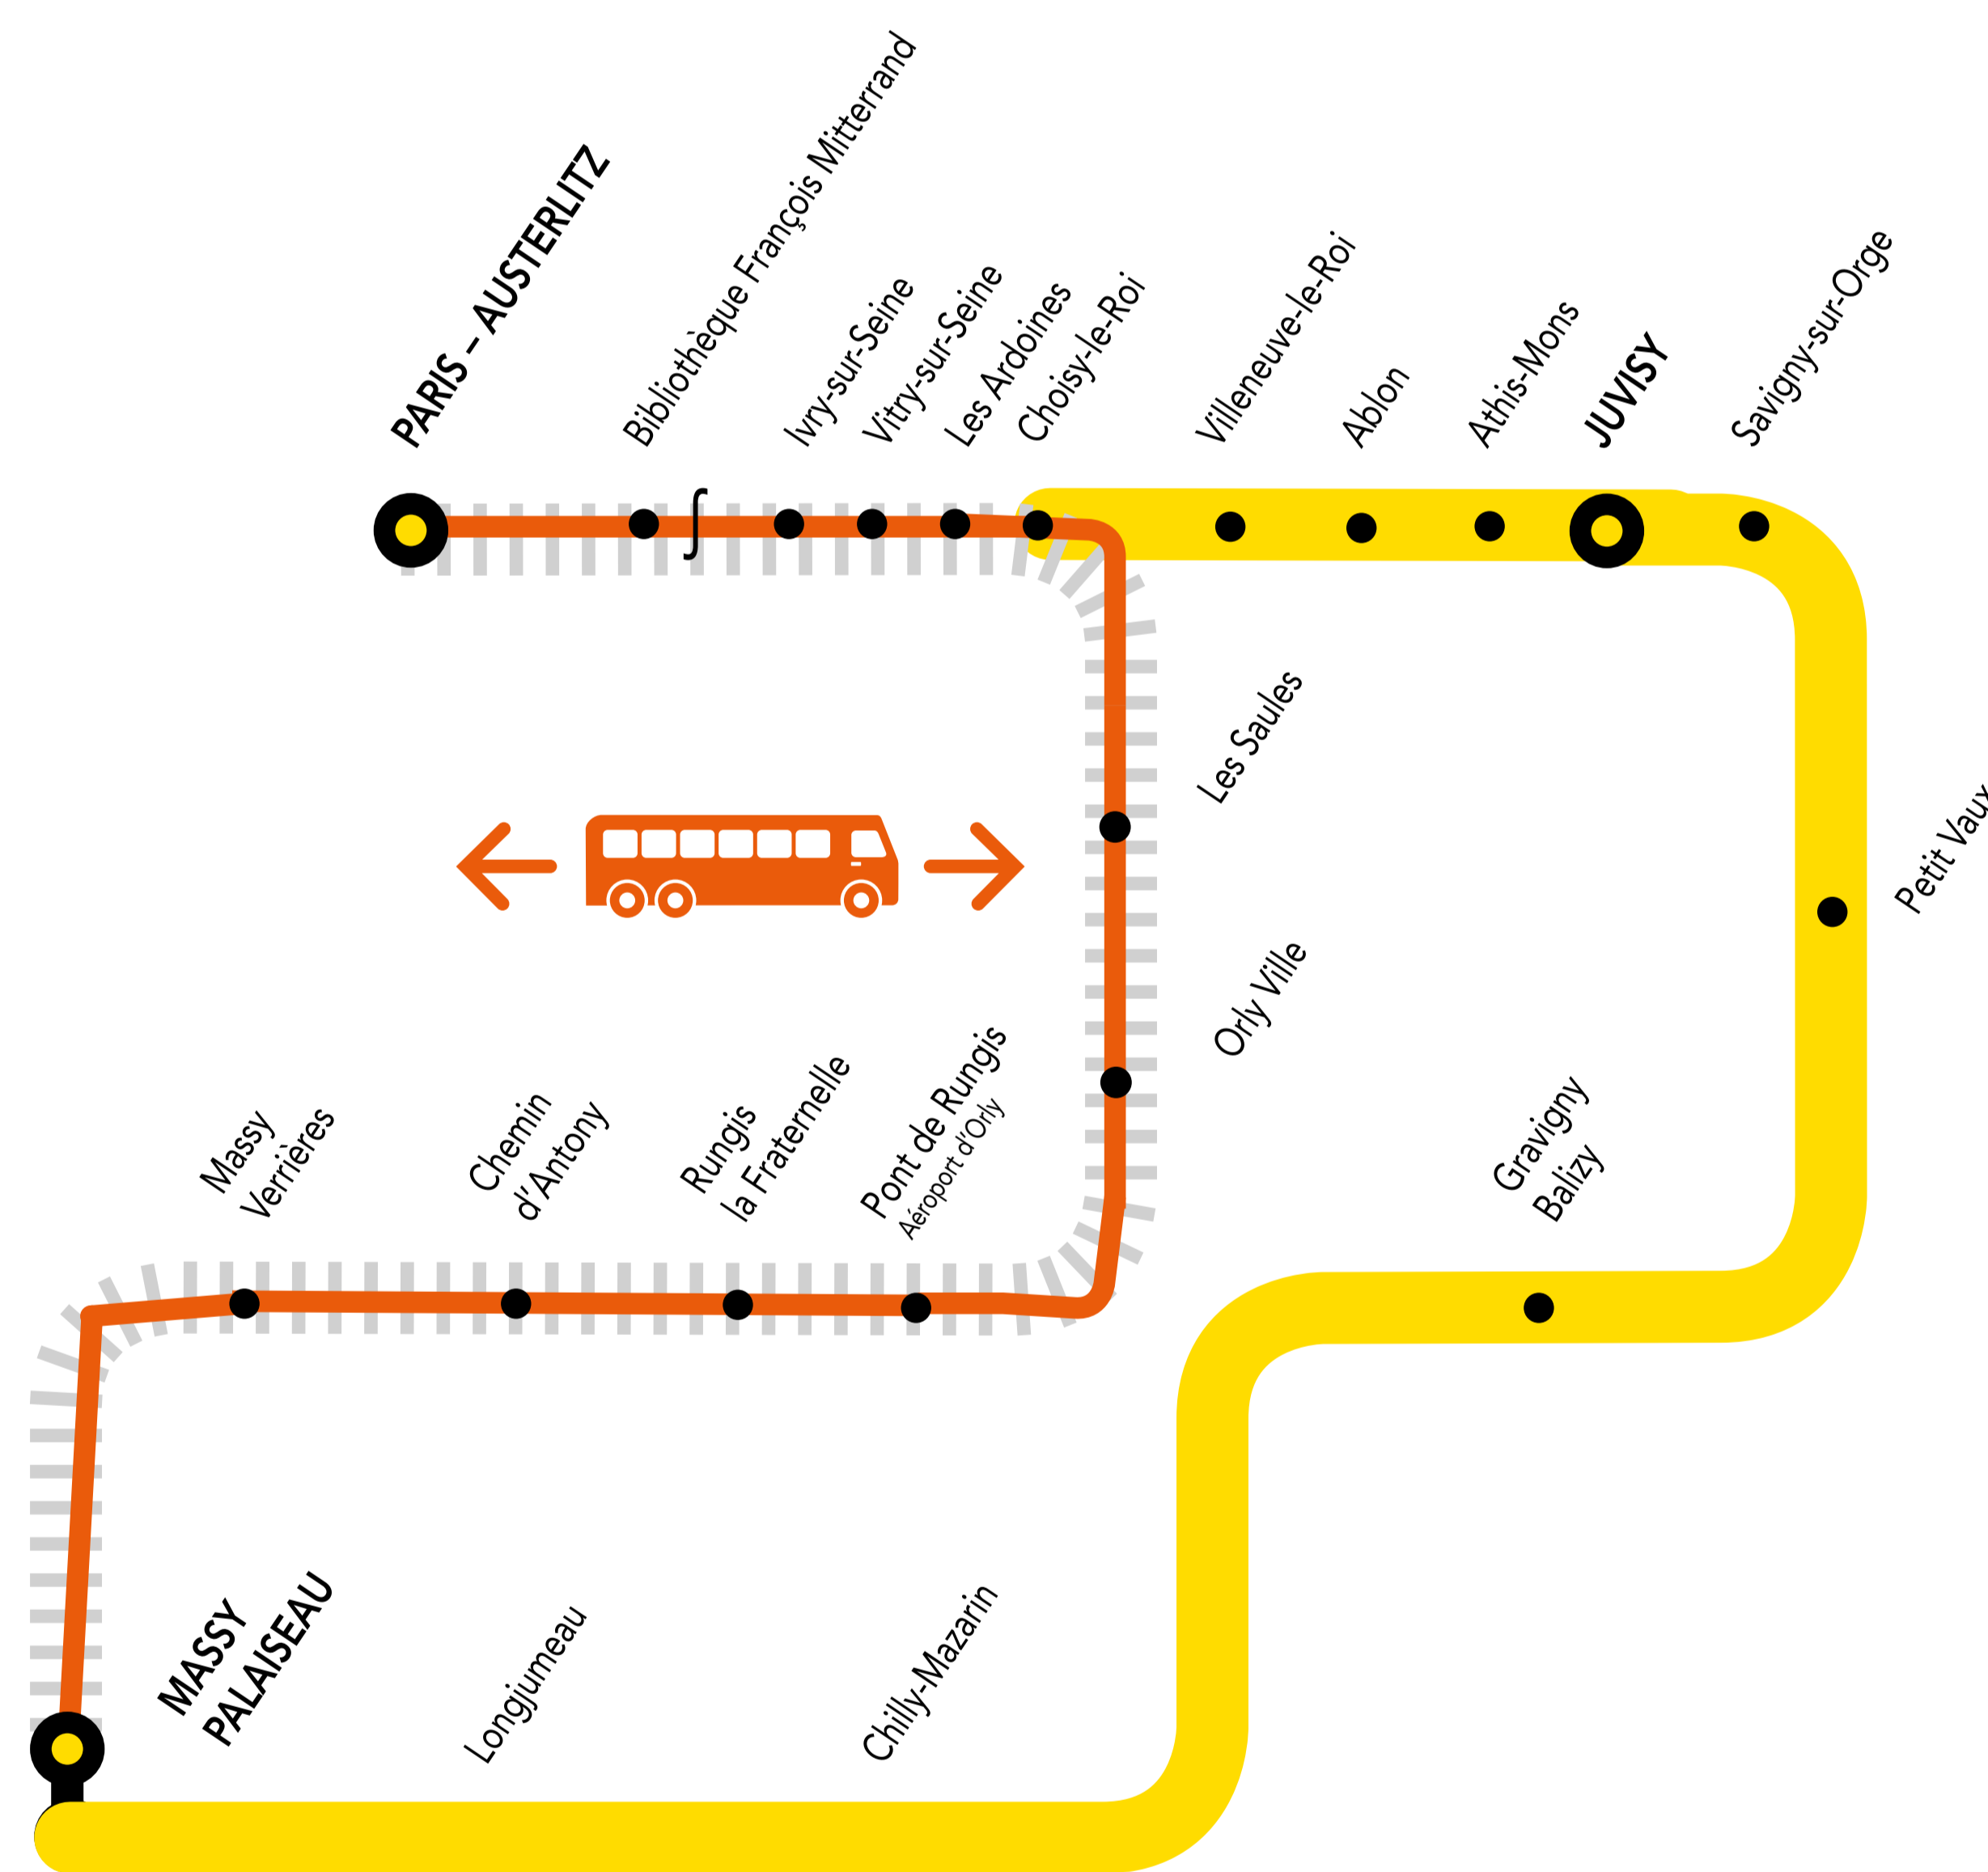 PARIS – AUSTERLITZ
Bibliothèque François Mitterrand
Ivry-sur-Seine
Vitry-sur-Seine
Les Ardoines
Choisy-le-Roi
Villeneuve-le-Roi
Ablon
Athis-Mons
JUVISY
Savigny-sur-Orge
Les Saules
Petit Vaux
Orly Ville
Massy
Verrières
Chemin
d'Antony
Rungis
la Fraternelle
Pont de Rungis
Aéroport d'Orly
Gravigny
Balizy
MASSY
PALAISEAU
Longjumeau
Chilly-Mazarin